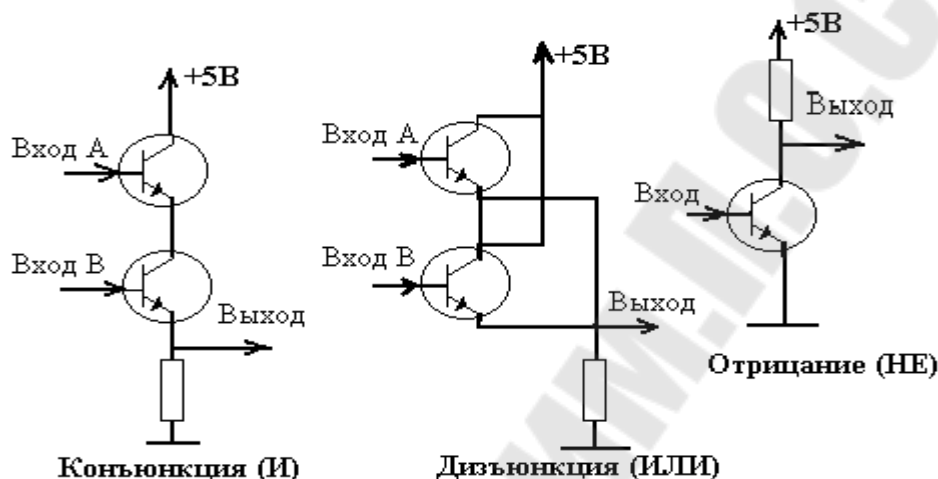 +5В
Вход А
Вход В
Выход
Конъюнкция (И)
+5В
Вход А
Вход В
Выход
Дизъюнкция (ИЛИ)
+5В
Выход
Вход
Отрицание (НЕ)